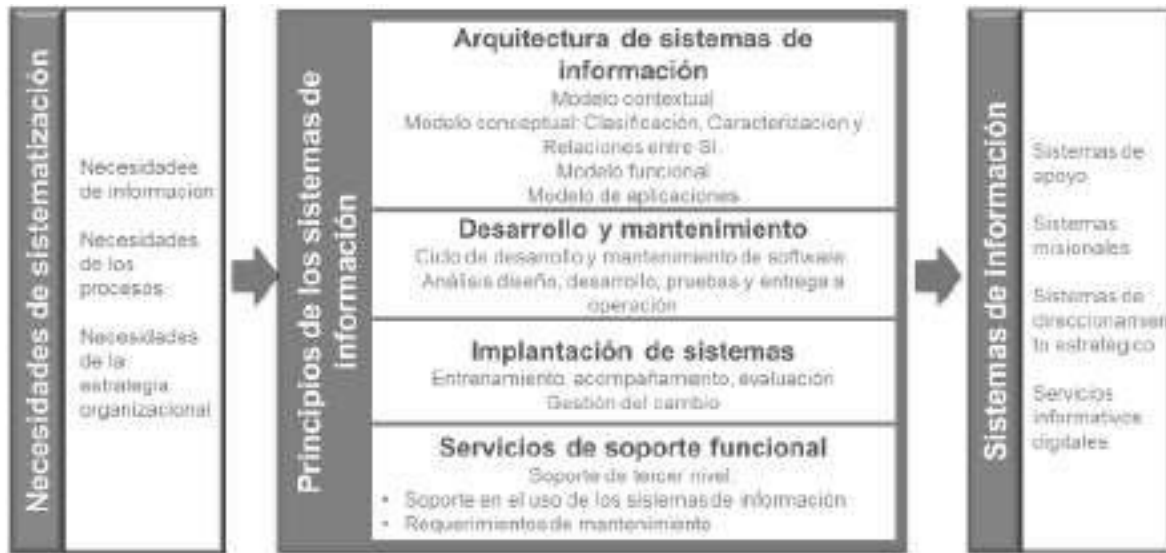 Necesidades de sistematización
Necesidades
de información
Necesidades
de los
procesos
Necesidades
de la
estrategia
organizacional
Principios de los sistemas de
información
Arquitectura de sistemas de
información
Modelo contextual
Modelo conceptual: Clasificación, Caracterización y
Relaciones entre SI
Modelo funcional
Modelo de aplicaciones
Desarrollo y mantenimiento
Ciclo de desarrollo y mantenimiento de software:
Análisis diseño, desarrollo, pruebas y entrega a
operación
Implantación de sistemas
Entrenamiento, acompañamiento, evaluación
Gestión del cambio
Servicios de soporte funcional
Soporte de tercer nivel:
• Soporte en el uso de los sistemas de información
• Requerimientos de mantenimiento
Sistemas de información
Sistemas de
apoyo
Sistemas
misionales
Sistemas de
direccionamien
to estratégico
Servicios
informativos
digitales